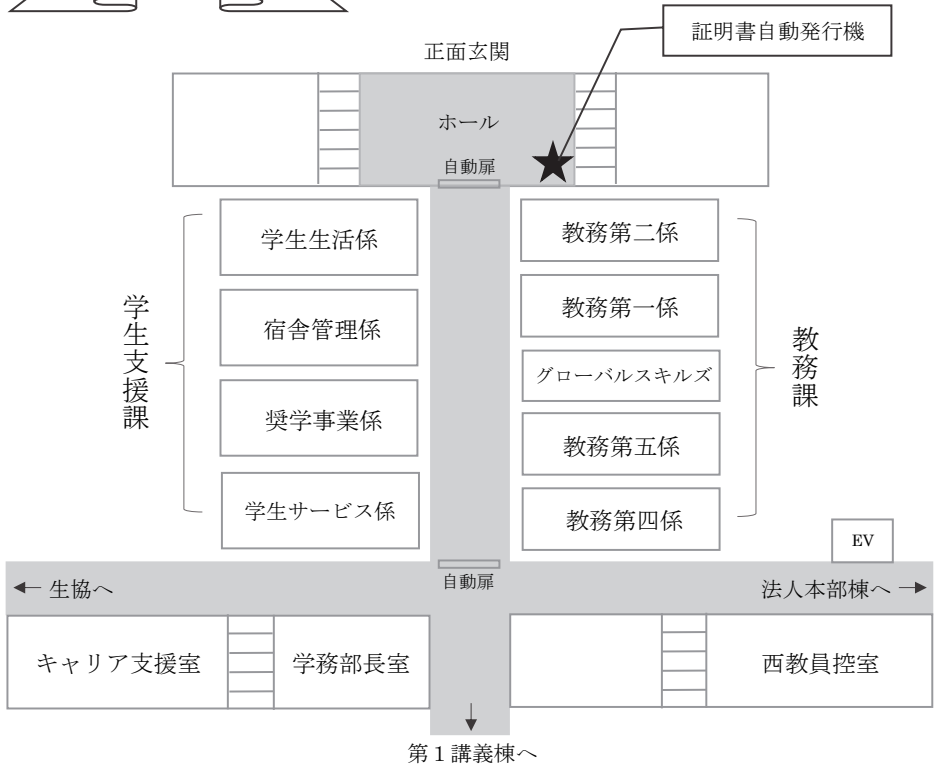 証明書自動発行機
正面玄関
ホール
自動扉
学生支援課
学生生活係
宿舎管理係
奨学事業係
学生サービス係
教務第二係
教務第一係
グローバルスキルズ
教務第五係
教務第四係
教務課
EV
自動扉
← 生協へ
法人本部棟へ →
キャリア支援室
学務部長室
西教員控室
第1講義棟へ